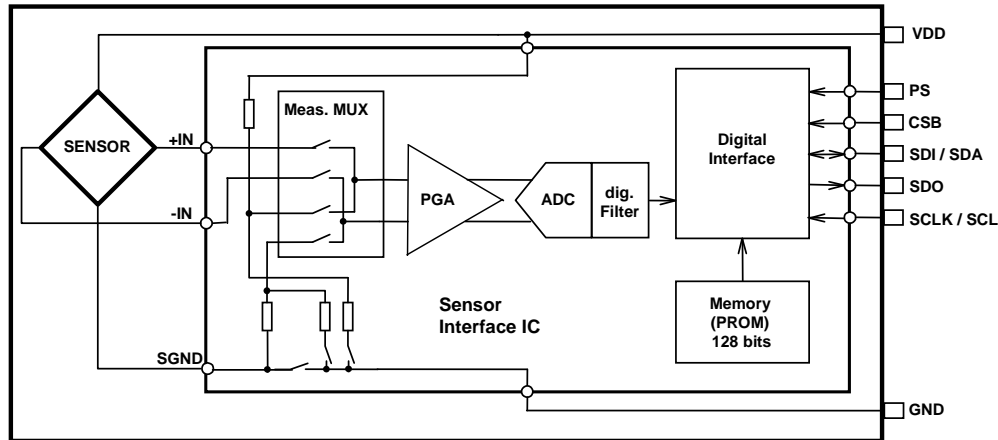 VDD
PS
Meas. MUX
CSB
SENSOR
+IN
Digital
Interface
SDI / SDA
PGA
ADC
dig.
Filter
SDO
-IN
SCLK / SCL
Sensor
Interface IC
Memory
(PROM)
128 bits
SGND
GND